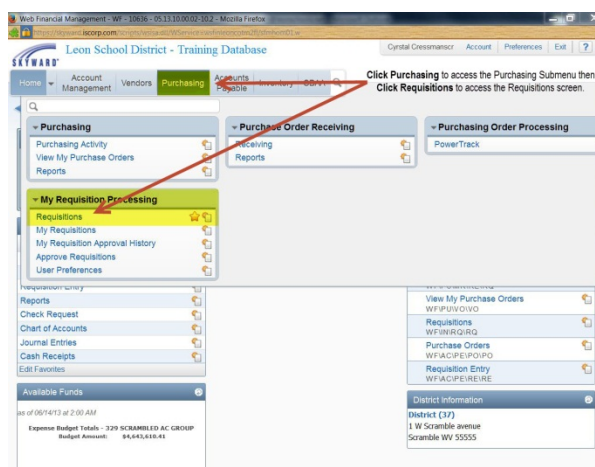 Web Financial Management - WF - 10636 - 05.13.10.00.02-10.2 - Mozilla Firefox
Leon School District - Training Database
Cyrstal Cressmanscr Account Preferences Exit ?
SKYWARD
Home Account Management Vendors Purchasing Accounts Payable Inventory
Click Purchasing to access the Purchasing Submenu then
Click Requisitions to access the Requisitions screen.
Purchasing
Purchasing Activity
View My Purchase Orders
Reports
Purchase Order Receiving
Receiving
Reports
Purchasing Order Processing
PowerTrack
My Requisition Processing
Requisitions
My Requisitions
My Requisition Approval History
Approve Requisitions
User Preferences
Requisition Entry
Reports
Check Request
Chart of Accounts
Journal Entries
Cash Receipts
Edit Favorites
View My Purchase Orders
WF\PU\VO\VO
Requisitions
WF\IN\RQ\RQ
Purchase Orders
WF\AC\PE\PO\PO
Requisition Entry
WF\AC\PE\RE\RE
Available Funds
as of 06/14/13 at 2:00 AM
Expense Budget Totals - 329 SCRAMBLED AC GROUP
Budget Amount: $4,643,610.41
District Information
District (37)
1 W Scramble avenue
Scramble WV 55555